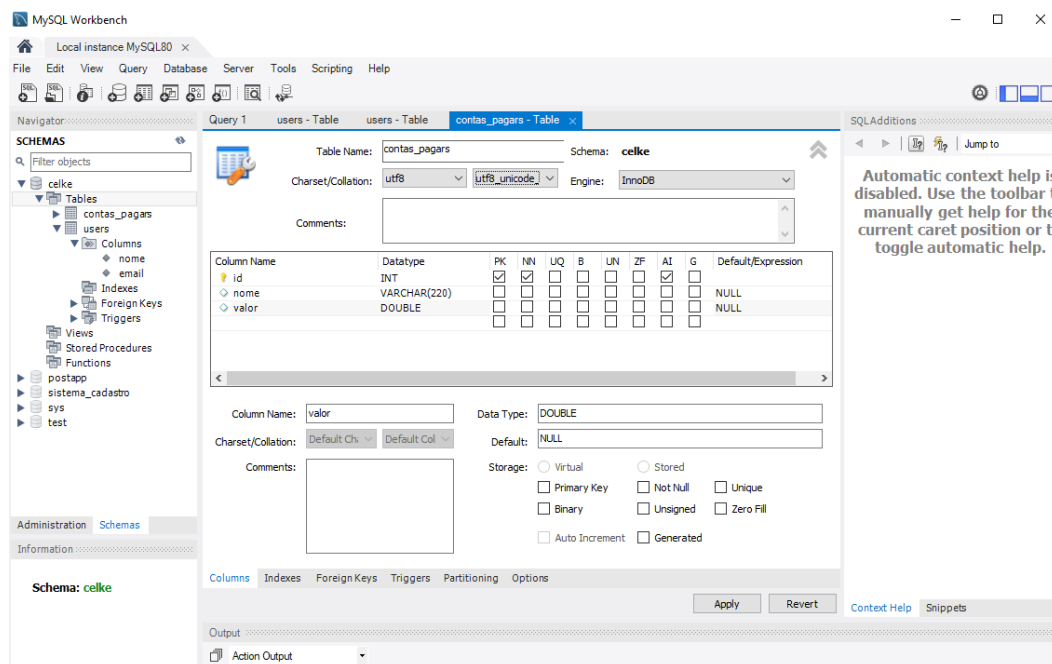 MySQL Workbench
Local instance MySQL80
File Edit View Query Database Server Tools Scripting Help
Navigator
SCHEMAS
Filter objects
celke
Tables
contas_pagars
users
Columns
nome
email
Indexes
Foreign Keys
Triggers
Views
Stored Procedures
Functions
postapp
sistema_cadastro
sys
test
Administration Schemas
Information
Schema: celke
Query 1 users - Table users - Table contas_pagars - Table
Table Name: contas_pagars Schema: celke
Charset/Collation: utf8 utf8_unicode_ Engine: InnoDB
Comments:
Column Name Datatype PK NN UQ B UN ZF AI G Default/Expression
id INT
nome VARCHAR(220) NULL
valor DOUBLE NULL
Column Name: valor Data Type: DOUBLE
Charset/Collation: Default Ch Default Col Default: NULL
Comments: Storage: Virtual Stored
Primary Key Not Null Unique
Binary Unsigned Zero Fill
Auto Increment Generated
Columns Indexes Foreign Keys Triggers Partitioning Options
Apply Revert
Output
Action Output
SQLAdditions
Jump to
Automatic context help is
disabled. Use the toolbar t
manually get help for the
current caret position or t
toggle automatic help.
Context Help Snippets